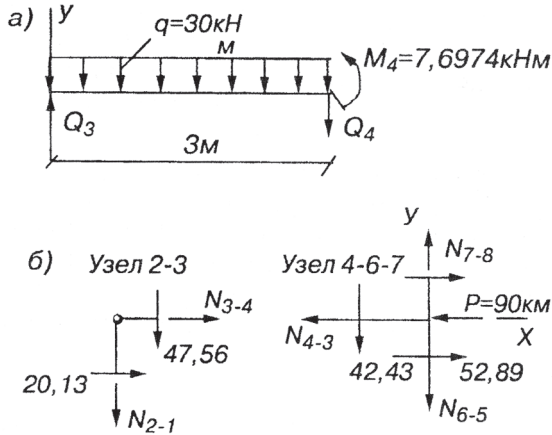 а)
У
q=30кН
м
M₄=7,6974кНм
Q₃
Q₄
3м
б)
Узел 2-3
N₃₋₄
47,56
20,13
N₂₋₁
Узел 4-6-7
У
N₇₋₈
P=90км
X
N₄₋₃
42,43
52,89
N₆₋₅